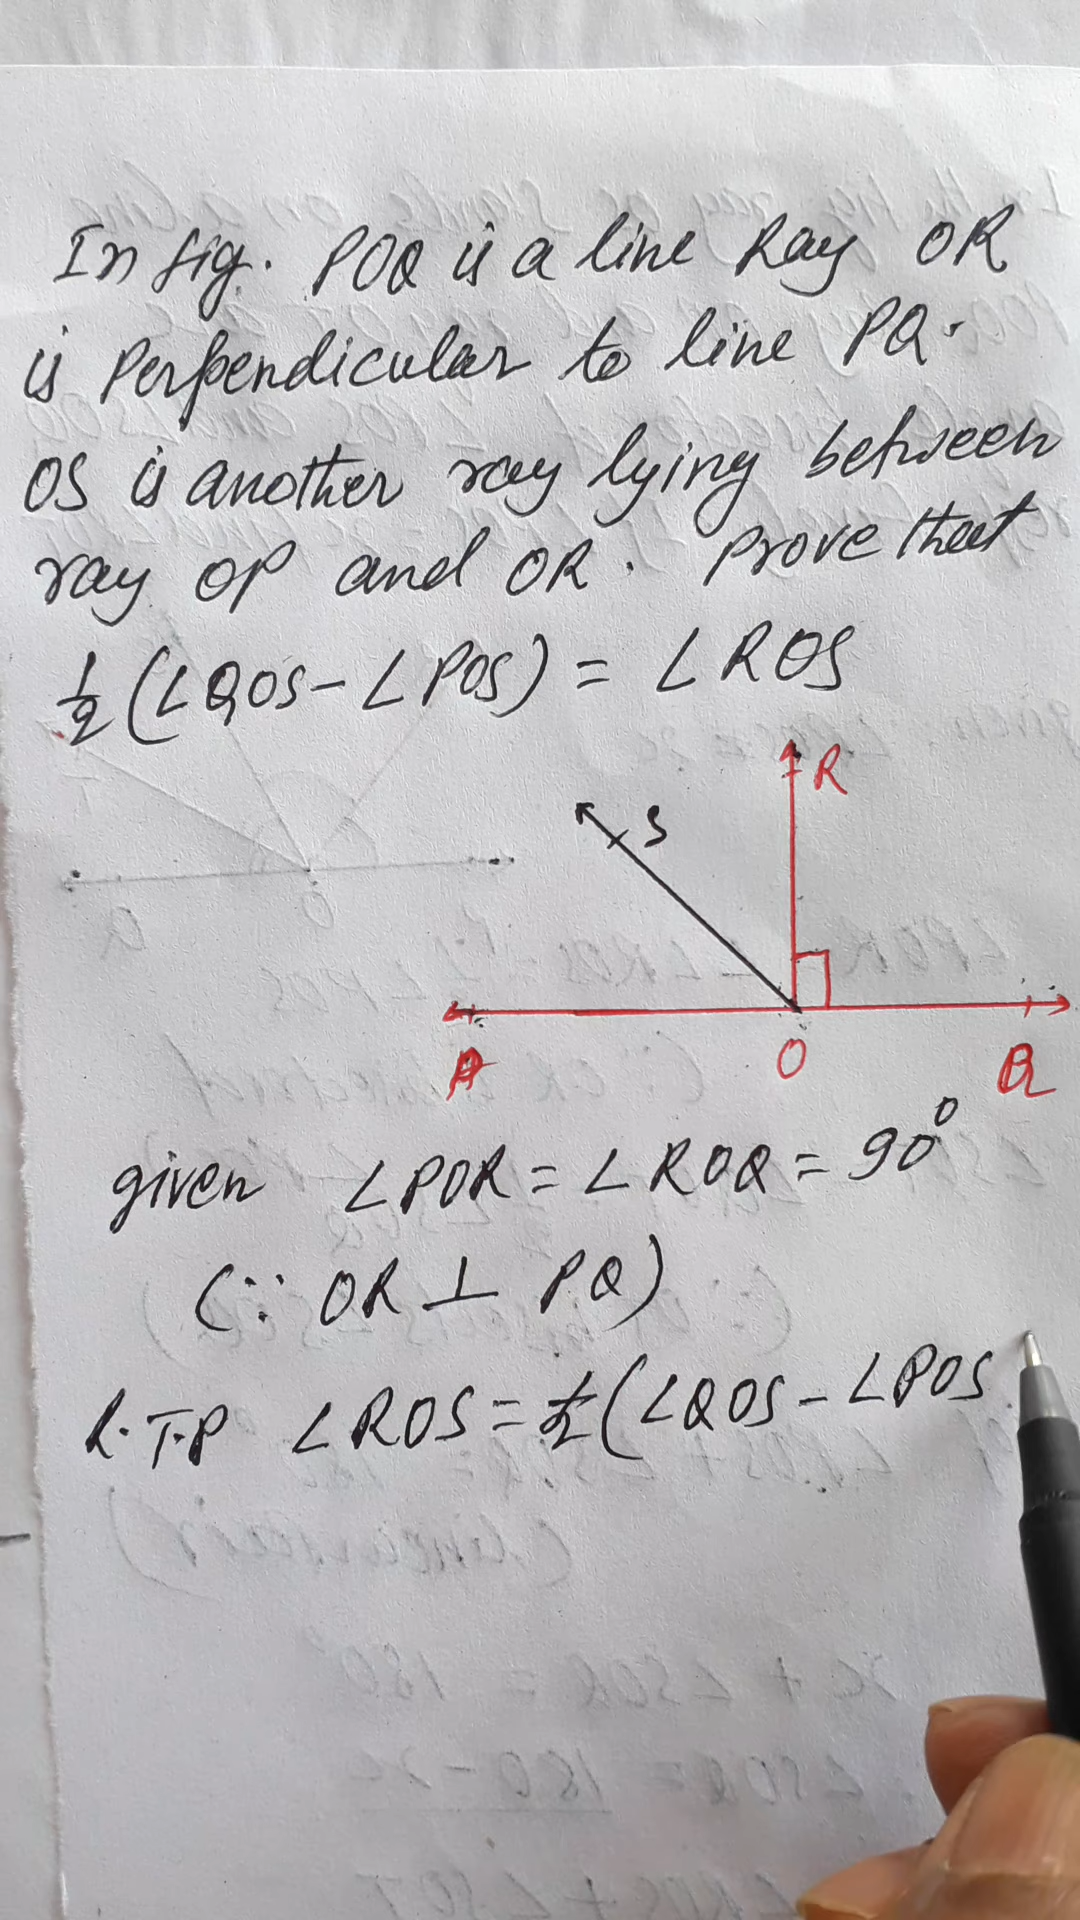 In fig. POQ is a line Ray OR
is Perpendicular to line PQ.
OS is another ray lying between
ray OP and OR. prove that
1/2 (∠QOS - ∠POS) = ∠ROS
R
S
P O Q
given ∠POR = ∠ROQ = 90°
(∵ OR ⊥ PQ)
R.T.P ∠ROS = 1/2 (∠QOS - ∠POS